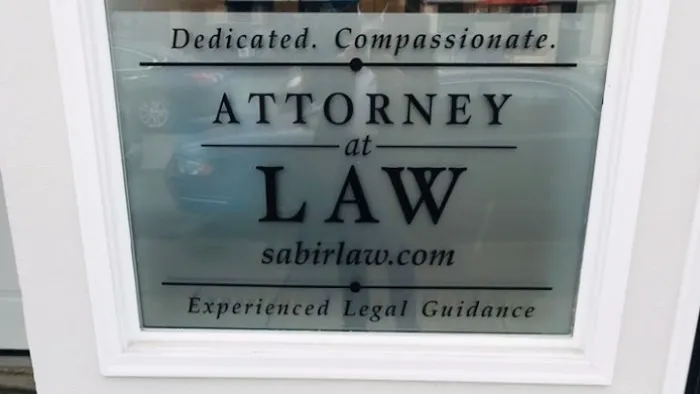 Dedicated. Compassionate.
ATTORNEY
at
LAW
sabirlaw.com
Experienced Legal Guidance